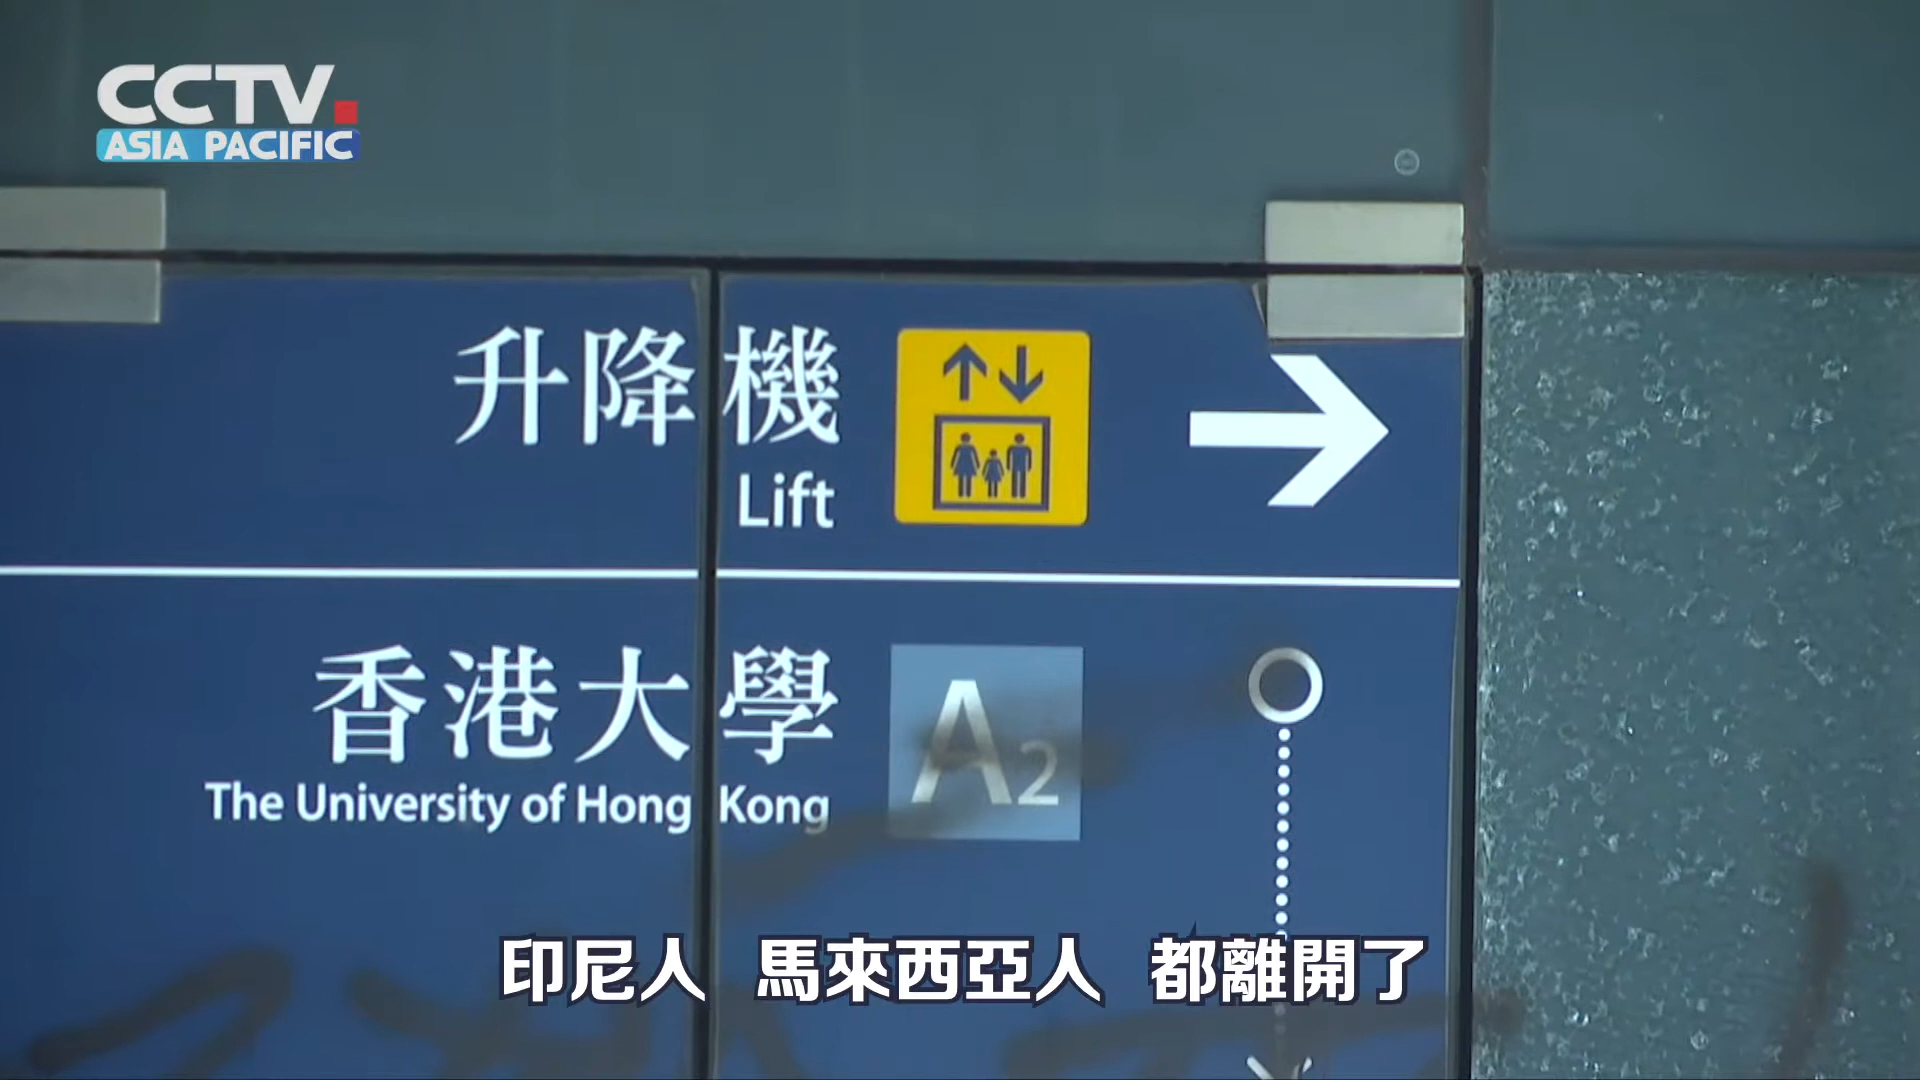 CCTV.
ASIA PACIFIC
升降機
Lift
香港大學
The University of Hong Kong
A2
印尼人 馬來西亞人 都離開了